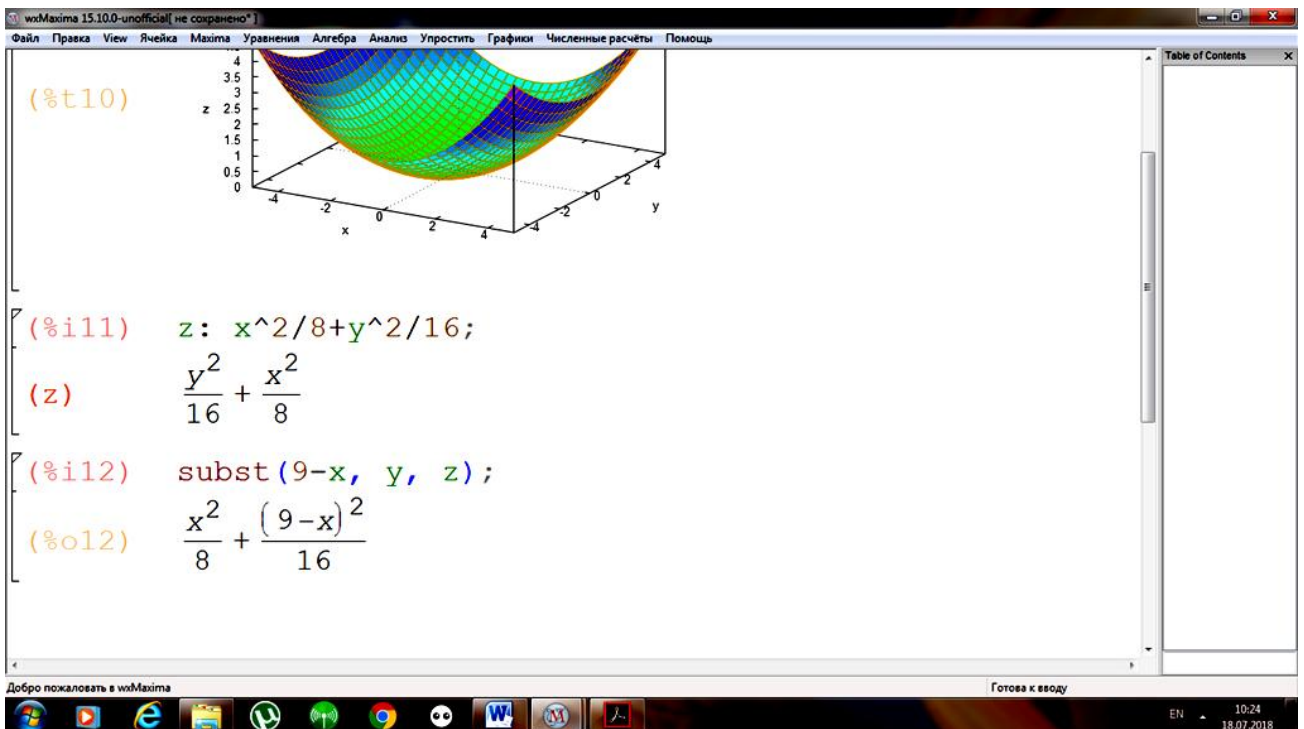 wxMaxima 15.10.0-unofficial[ не сохранено* ]
Файл Правка View Ячейка Maxima Уравнения Алгебра Анализ Упростить Графики Численные расчёты Помощь
Table of Contents
(%t10)
4
3.5
3
z 2.5
2
1.5
1
0.5
0
-4 -2 0 2 4
x
-4 -2 0 2 4
y
(%i11) z: x^2/8+y^2/16;
(z) y^2/16 + x^2/8
(%i12) subst(9-x, y, z);
(%o12) x^2/8 + (9-x)^2/16
Добро пожаловать в wxMaxima
Готова к вводу
EN 10:24
18.07.2018